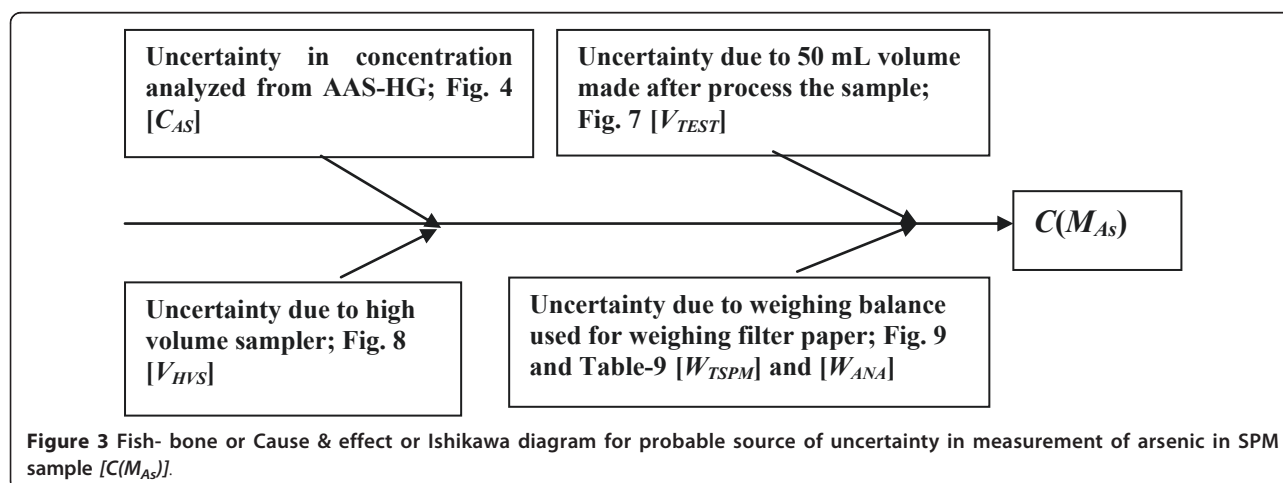 Uncertainty in concentration
analyzed from AAS-HG; Fig. 4
[C_AS]
Uncertainty due to 50 mL volume
made after process the sample;
Fig. 7 [V_TEST]
C(M_As)
Uncertainty due to high
volume sampler; Fig. 8
[V_HVS]
Uncertainty due to weighing balance
used for weighing filter paper; Fig. 9
and Table-9 [W_TSPM] and [W_ANA]
Figure 3 Fish- bone or Cause & effect or Ishikawa diagram for probable source of uncertainty in measurement of arsenic in SPM
sample [C(M_As)].